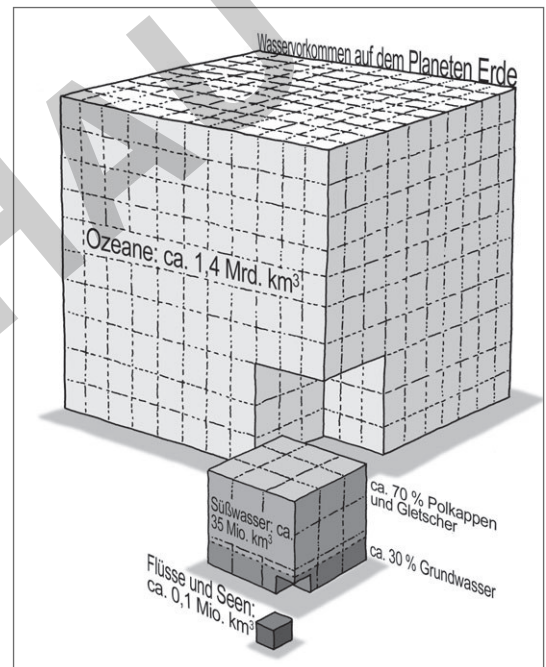 Wasservorkommen auf dem Planeten Erde
Ozeane: ca. 1,4 Mrd. km³
Süßwasser: ca.
35 Mio. km³
ca. 70 % Polkappen
und Gletscher
ca. 30 % Grundwasser
Flüsse und Seen:
ca. 0,1 Mio. km³
HAU